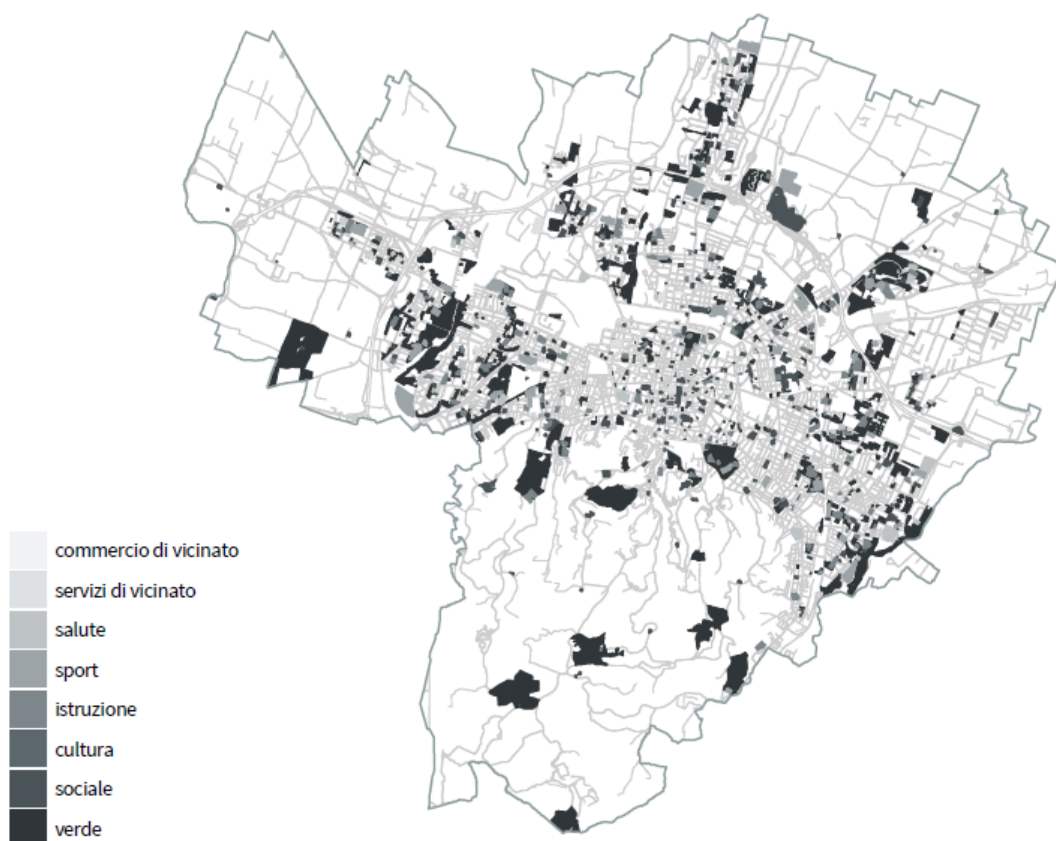 commercio di vicinato
servizi di vicinato
salute
sport
istruzione
cultura
sociale
verde